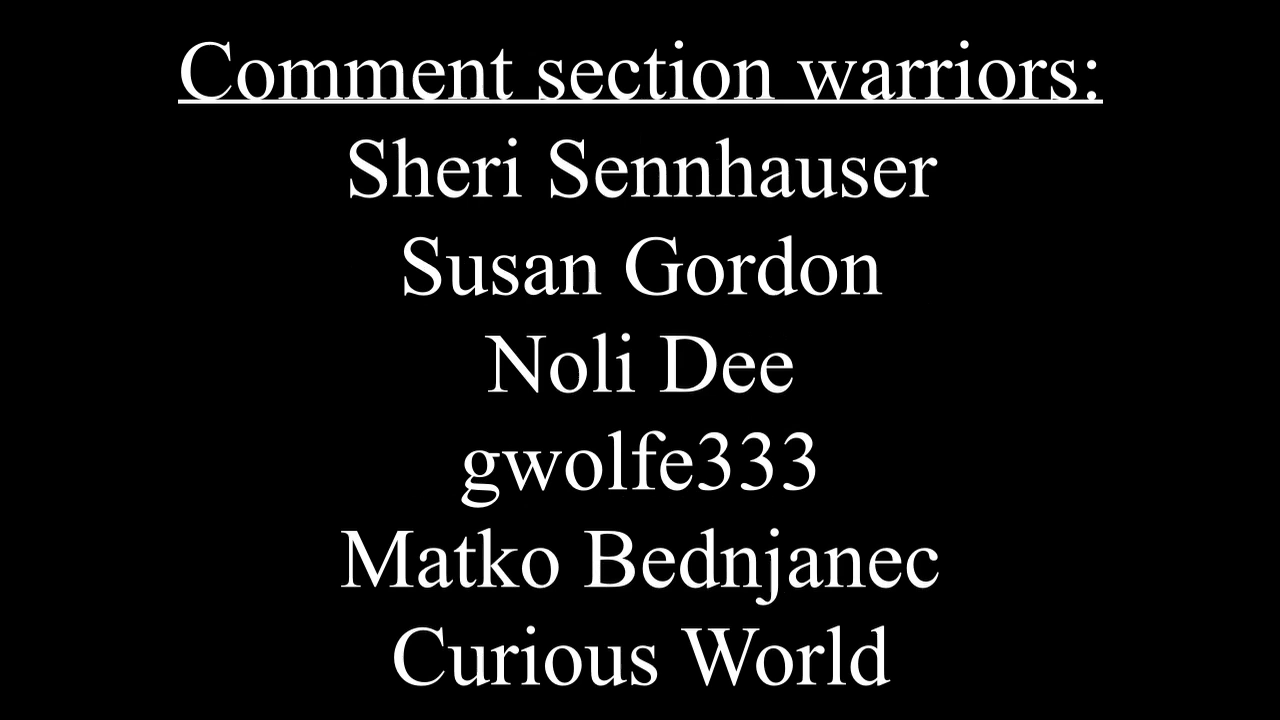 Comment section warriors:
Sheri Sennhauser
Susan Gordon
Noli Dee
gwolfe333
Matko Bednjanec
Curious World